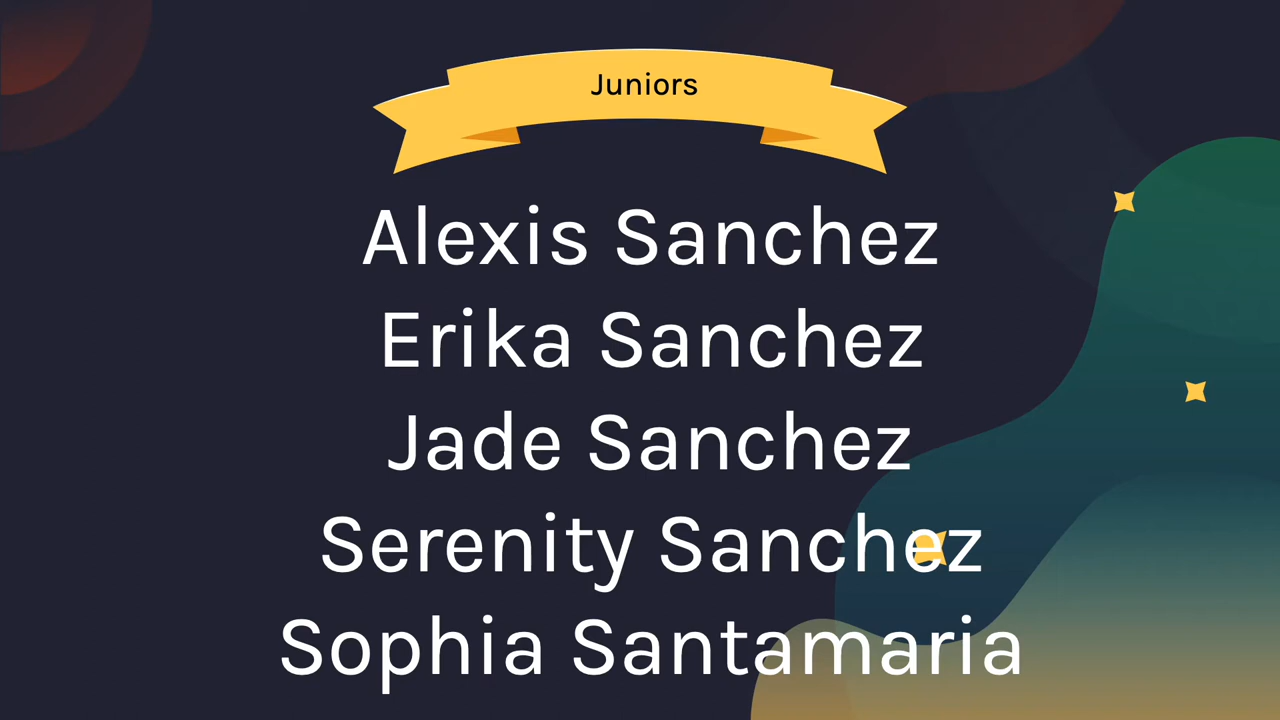 Juniors
Alexis Sanchez
Erika Sanchez
Jade Sanchez
Serenity Sanchez
Sophia Santamaria